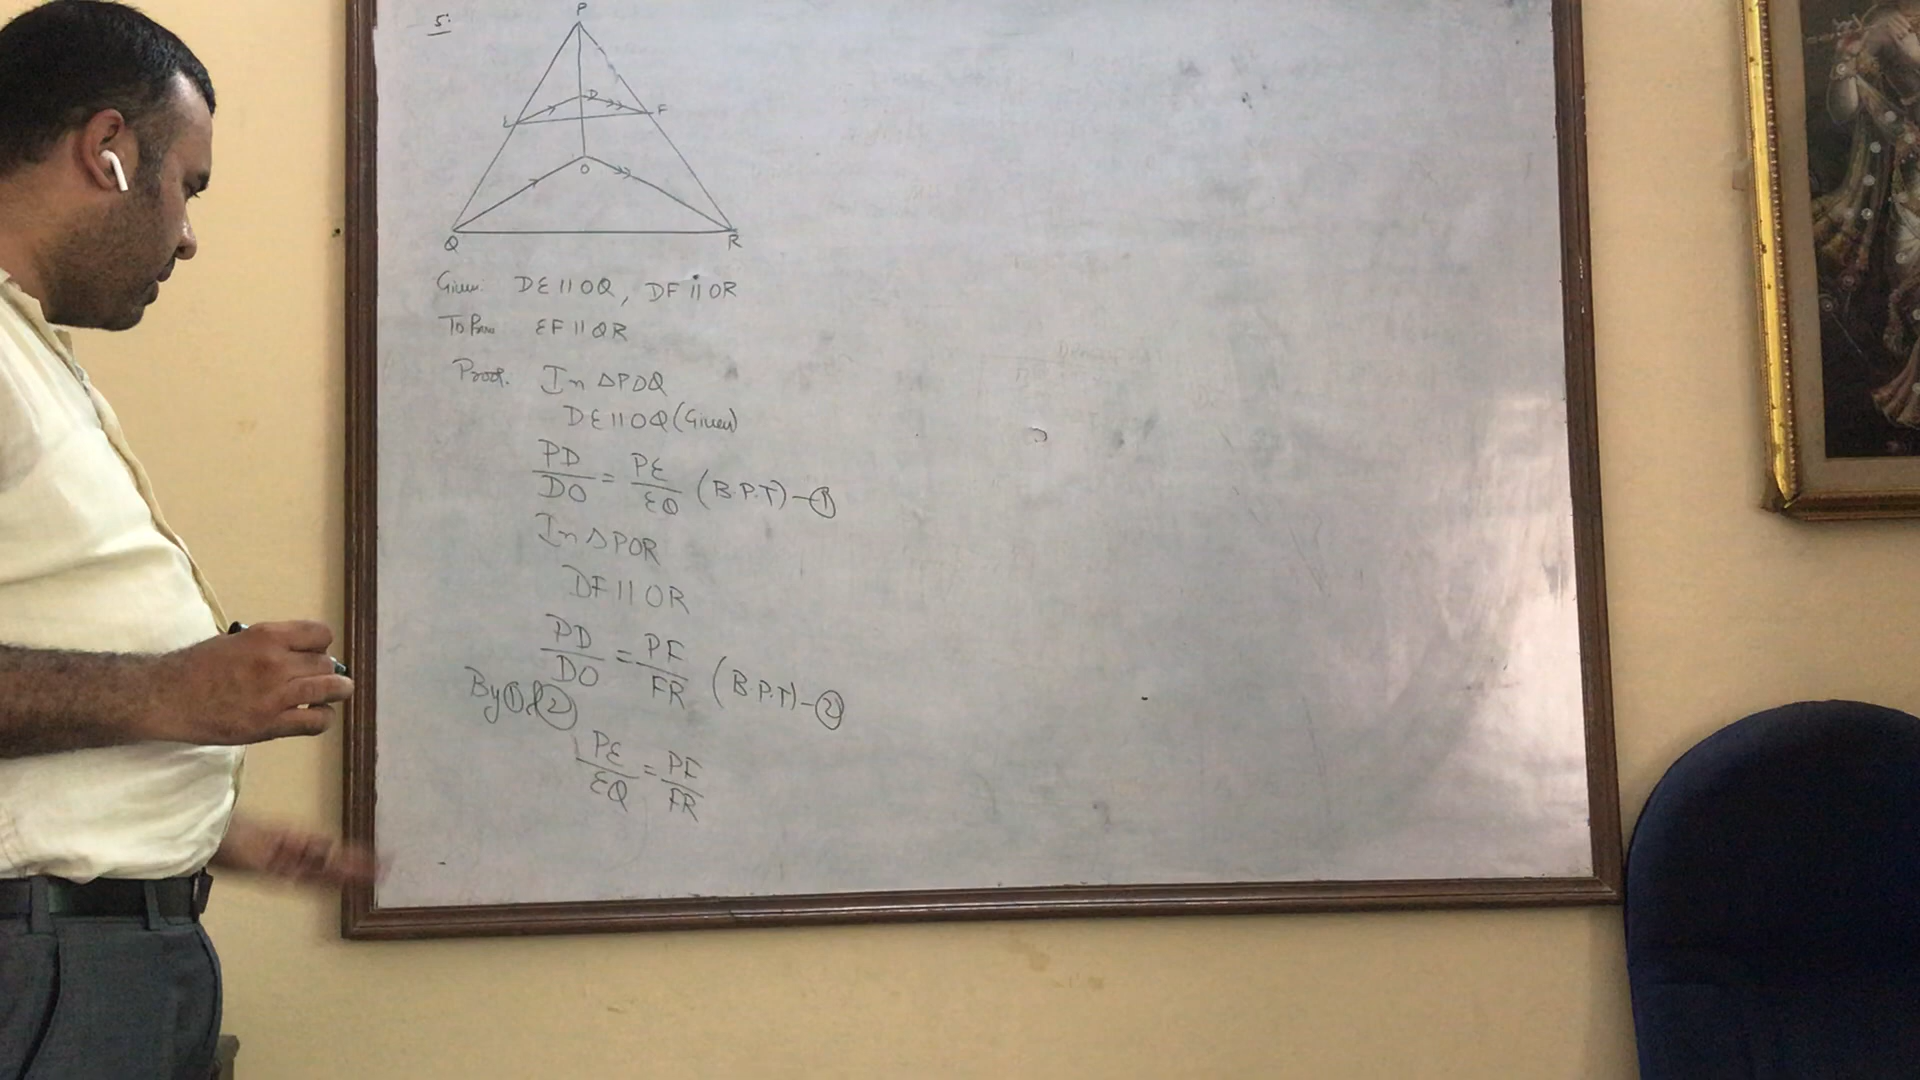 5.
P
D
E F
O
Q R
Given: DE || OQ, DF || OR
To Prove EF || QR
Proof. In △PDQ
DE || OQ (Given)
PD/DO = PE/EQ (B.P.T) - ①
In △POR
DF || OR
PD/DO = PF/FR (B.P.T) - ②
By ① & ②
PE/EQ = PF/FR